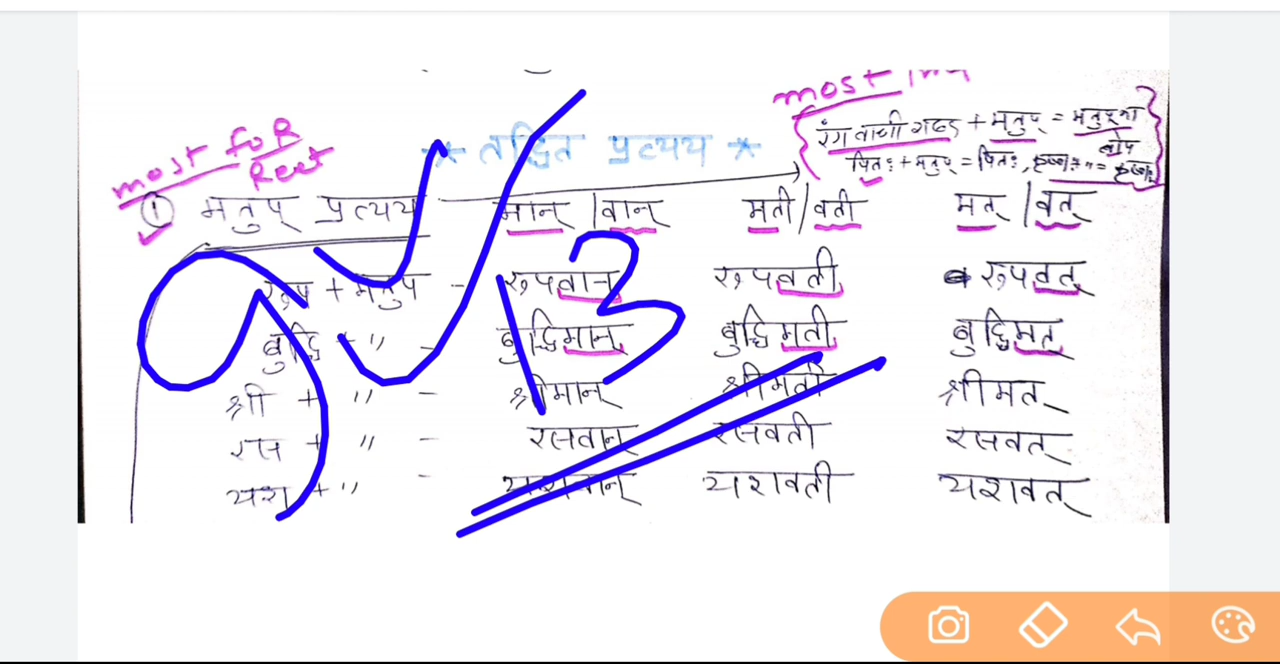 most
most for
Reet
* तद्धित प्रत्यय *
रंग वाची शब्द + मतुप् = मतुप् का
लोप
पितः + मतुप् = पितः, कृष्णः + " = कृष्णः
① मतुप् प्रत्यय - मान् / वान् मती / वती मत् / वत्
रूप + मतुप् - रूपवान् रूपवती रूपवत्
बुद्धि + " - बुद्धिमान् बुद्धिमती बुद्धिमत्
श्री + " - श्रीमान् श्रीमती श्रीमत्
रस + " - रसवान् रसवती रसवत्
यश + " - यशवान् यशवती यशवत्
13